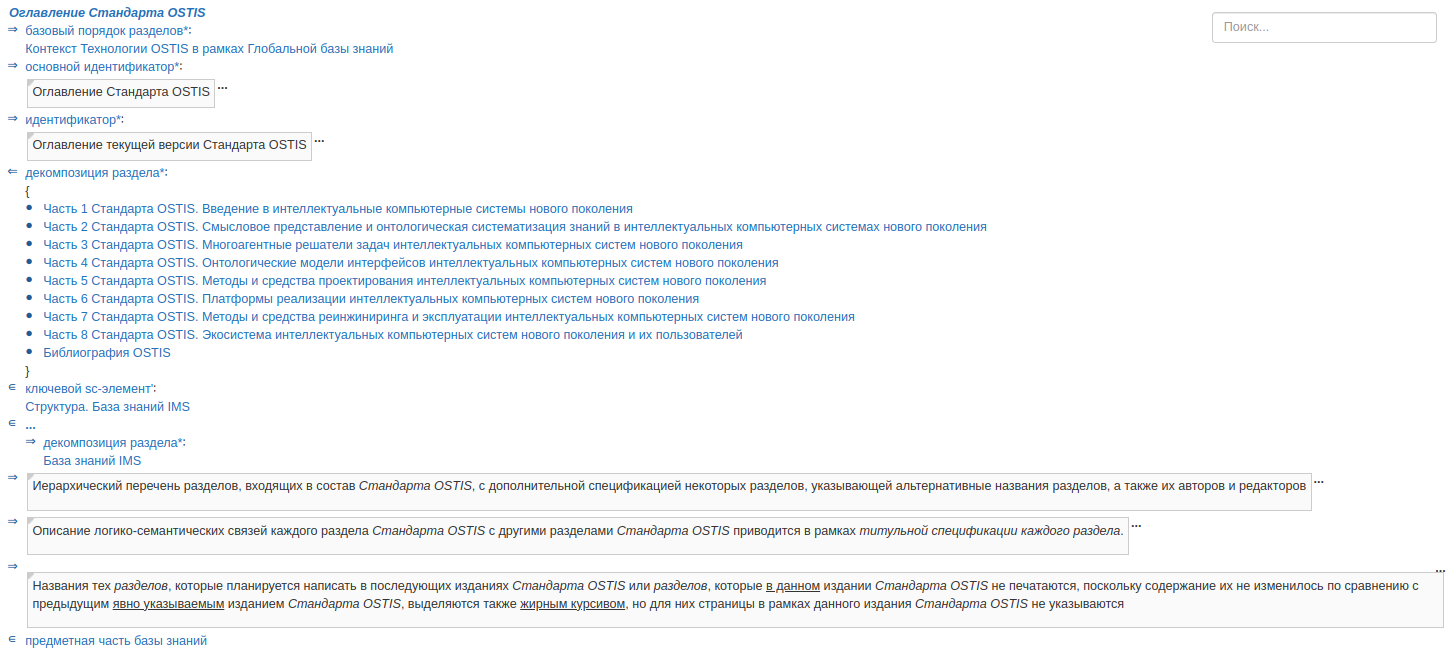 Оглавление Стандарта OSTIS
Поиск...
⇒ базовый порядок разделов*:
Контекст Технологии OSTIS в рамках Глобальной базы знаний
⇒ основной идентификатор*:
Оглавление Стандарта OSTIS ...
⇒ идентификатор*:
Оглавление текущей версии Стандарта OSTIS ...
⇐ декомпозиция раздела*:
{
● Часть 1 Стандарта OSTIS. Введение в интеллектуальные компьютерные системы нового поколения
● Часть 2 Стандарта OSTIS. Смысловое представление и онтологическая систематизация знаний в интеллектуальных компьютерных системах нового поколения
● Часть 3 Стандарта OSTIS. Многоагентные решатели задач интеллектуальных компьютерных систем нового поколения
● Часть 4 Стандарта OSTIS. Онтологические модели интерфейсов интеллектуальных компьютерных систем нового поколения
● Часть 5 Стандарта OSTIS. Методы и средства проектирования интеллектуальных компьютерных систем нового поколения
● Часть 6 Стандарта OSTIS. Платформы реализации интеллектуальных компьютерных систем нового поколения
● Часть 7 Стандарта OSTIS. Методы и средства реинжиниринга и эксплуатации интеллектуальных компьютерных систем нового поколения
● Часть 8 Стандарта OSTIS. Экосистема интеллектуальных компьютерных систем нового поколения и их пользователей
● Библиография OSTIS
}
∈ ключевой sc-элемент':
Структура. База знаний IMS
∈ ...
⇒ декомпозиция раздела*:
База знаний IMS
⇒ Иерархический перечень разделов, входящих в состав Стандарта OSTIS, с дополнительной спецификацией некоторых разделов, указывающей альтернативные названия разделов, а также их авторов и редакторов ...
⇒ Описание логико-семантических связей каждого раздела Стандарта OSTIS с другими разделами Стандарта OSTIS приводится в рамках титульной спецификации каждого раздела. ...
⇒ ...
Названия тех разделов, которые планируется написать в последующих изданиях Стандарта OSTIS или разделов, которые в данном издании Стандарта OSTIS не печатаются, поскольку содержание их не изменилось по сравнению с
предыдущим явно указываемым изданием Стандарта OSTIS, выделяются также жирным курсивом, но для них страницы в рамках данного издания Стандарта OSTIS не указываются
∈ предметная часть базы знаний